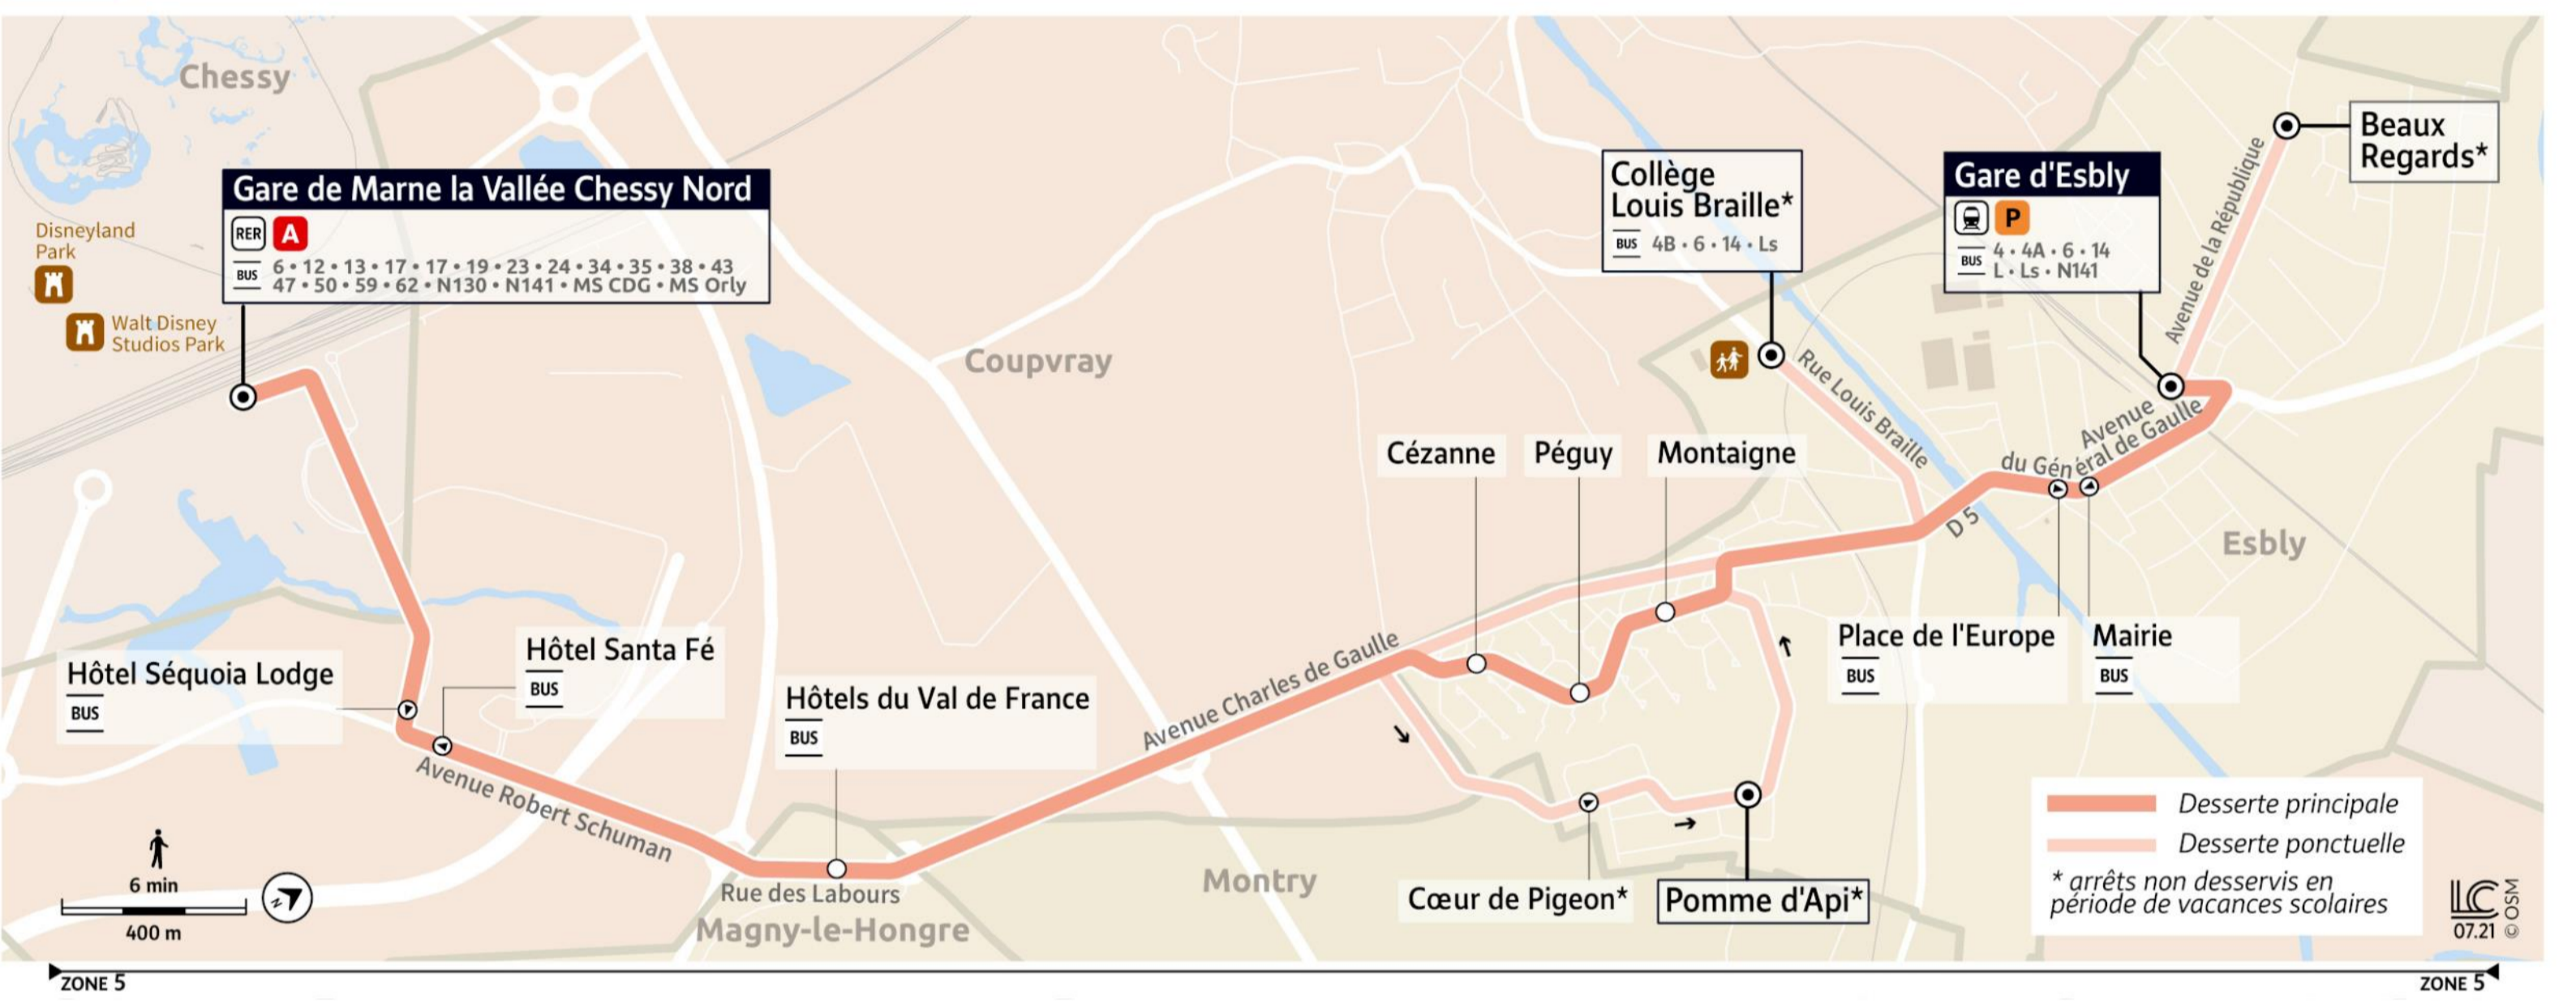 Chessy
Gare de Marne la Vallée Chessy Nord
RER A
BUS
6 • 12 • 13 • 17 • 17 • 19 • 23 • 24 • 34 • 35 • 38 • 43
47 • 50 • 59 • 62 • N130 • N141 • MS CDG • MS Orly
Disneyland
Park
Walt Disney
Studios Park
Coupvray
Collège
Louis Braille*
BUS 4B • 6 • 14 • Ls
Gare d'Esbly
P
BUS
4 • 4A • 6 • 14
L • Ls • N141
Beaux
Regards*
Avenue de la République
Rue Louis Braille
Avenue
du Général de Gaulle
D 5
Esbly
Cézanne
Péguy
Montaigne
Place de l'Europe
BUS
Mairie
BUS
Hôtel Séquoia Lodge
BUS
Hôtel Santa Fé
BUS
Hôtels du Val de France
BUS
Avenue Charles de Gaulle
Avenue Robert Schuman
Rue des Labours
Magny-le-Hongre
Montry
Cœur de Pigeon*
Pomme d'Api*
6 min
400 m
N
Desserte principale
Desserte ponctuelle
* arrêts non desservis en
période de vacances scolaires
LC
07.21
© OSM
ZONE 5
ZONE 5